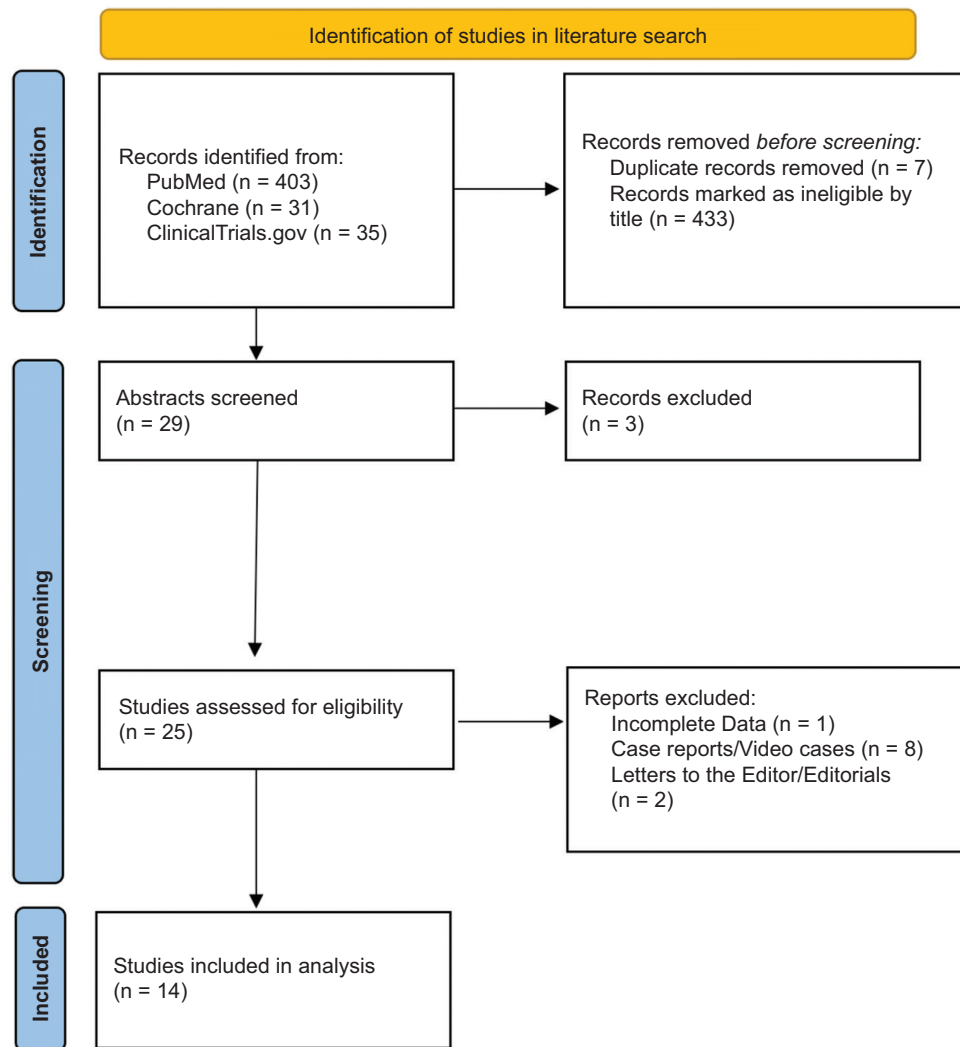 Identification of studies in literature search
Identification
Records identified from:
PubMed (n = 403)
Cochrane (n = 31)
ClinicalTrials.gov (n = 35)
Records removed before screening:
Duplicate records removed (n = 7)
Records marked as ineligible by
title (n = 433)
Screening
Abstracts screened
(n = 29)
Records excluded
(n = 3)
Studies assessed for eligibility
(n = 25)
Reports excluded:
Incomplete Data (n = 1)
Case reports/Video cases (n = 8)
Letters to the Editor/Editorials
(n = 2)
Included
Studies included in analysis
(n = 14)